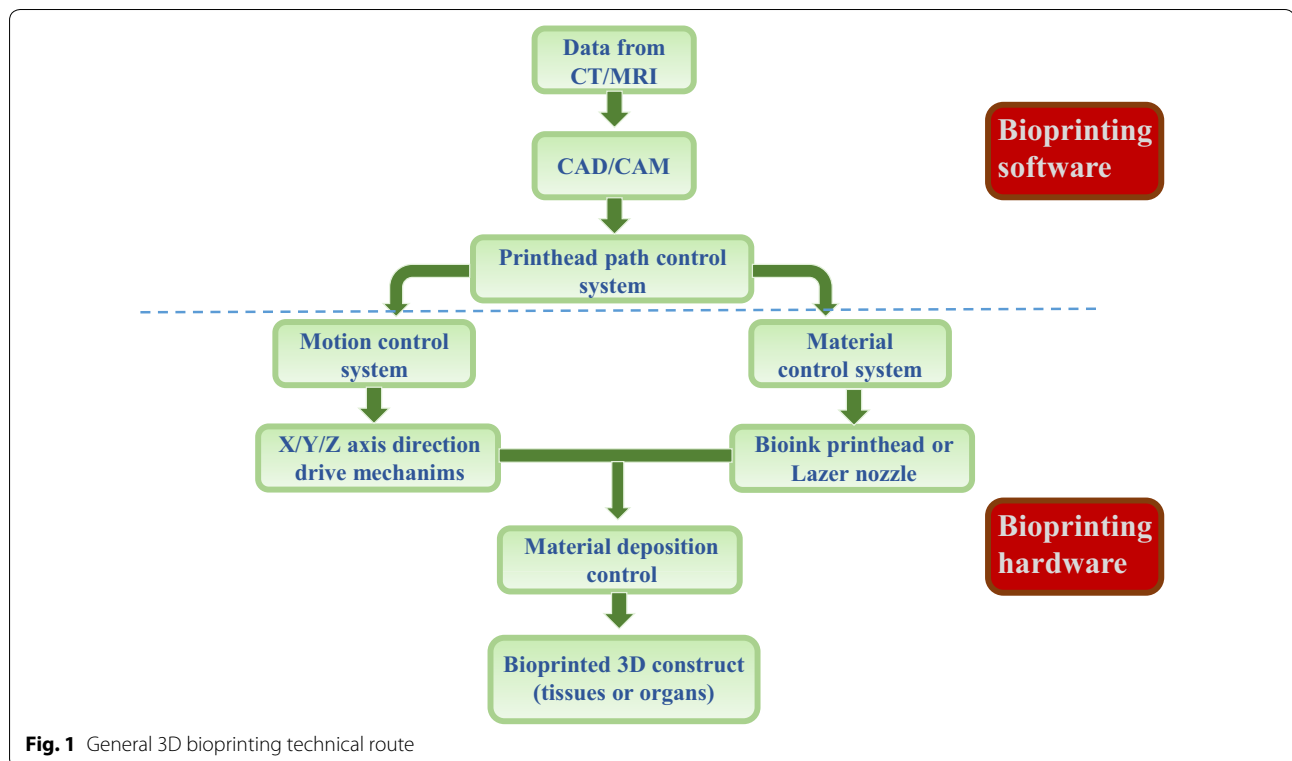 Data from
CT/MRI
Bioprinting
software
CAD/CAM
Printhead path control
system
Motion control
system
Material
control system
X/Y/Z axis direction
drive mechanims
Bioink printhead or
Lazer nozzle
Bioprinting
hardware
Material deposition
control
Bioprinted 3D construct
(tissues or organs)
Fig. 1 General 3D bioprinting technical route